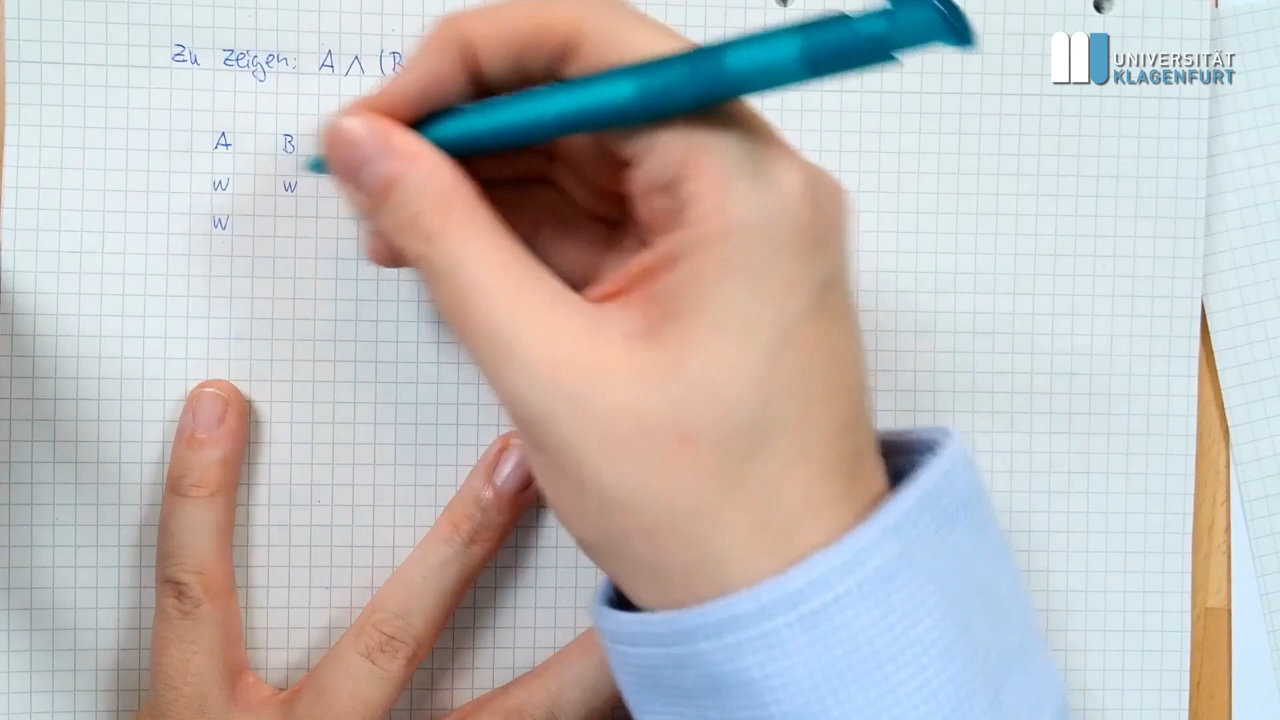 Zu zeigen: A ∧ (B
UNIVERSITÄT
KLAGENFURT
A B
W W
W